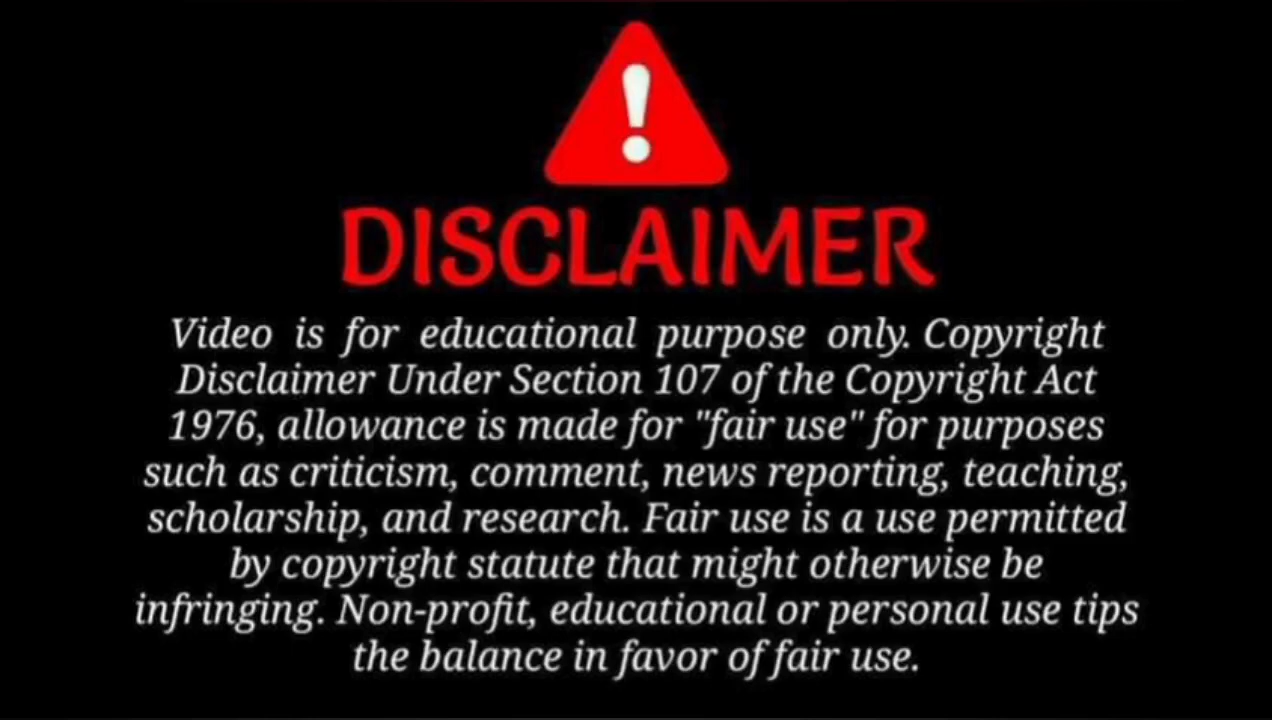 !
DISCLAIMER
Video is for educational purpose only. Copyright
Disclaimer Under Section 107 of the Copyright Act
1976, allowance is made for "fair use" for purposes
such as criticism, comment, news reporting, teaching,
scholarship, and research. Fair use is a use permitted
by copyright statute that might otherwise be
infringing. Non-profit, educational or personal use tips
the balance in favor of fair use.